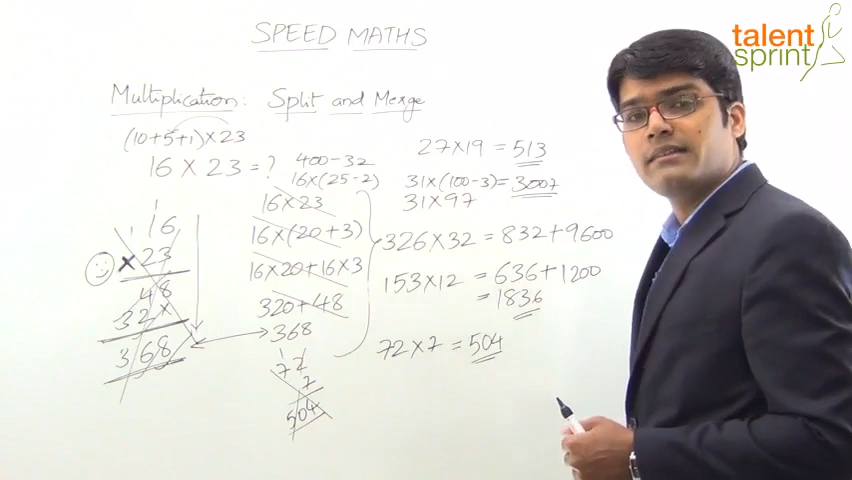 SPEED MATHS
talent
sprint
Multiplication: Split and Merge
(10+5+1)×23
16 × 23 = ?
400-32
16×(25-2)
16×23
16×(20+3)
16×20+16×3
320+48
368
1
16
1
×23
48
32×
368
1
72
7
504
27×19 = 513
31×(100-3)=3007
31×97
326×32 = 832+9600
153×12 = 636+1200
= 1836
72×7 = 504